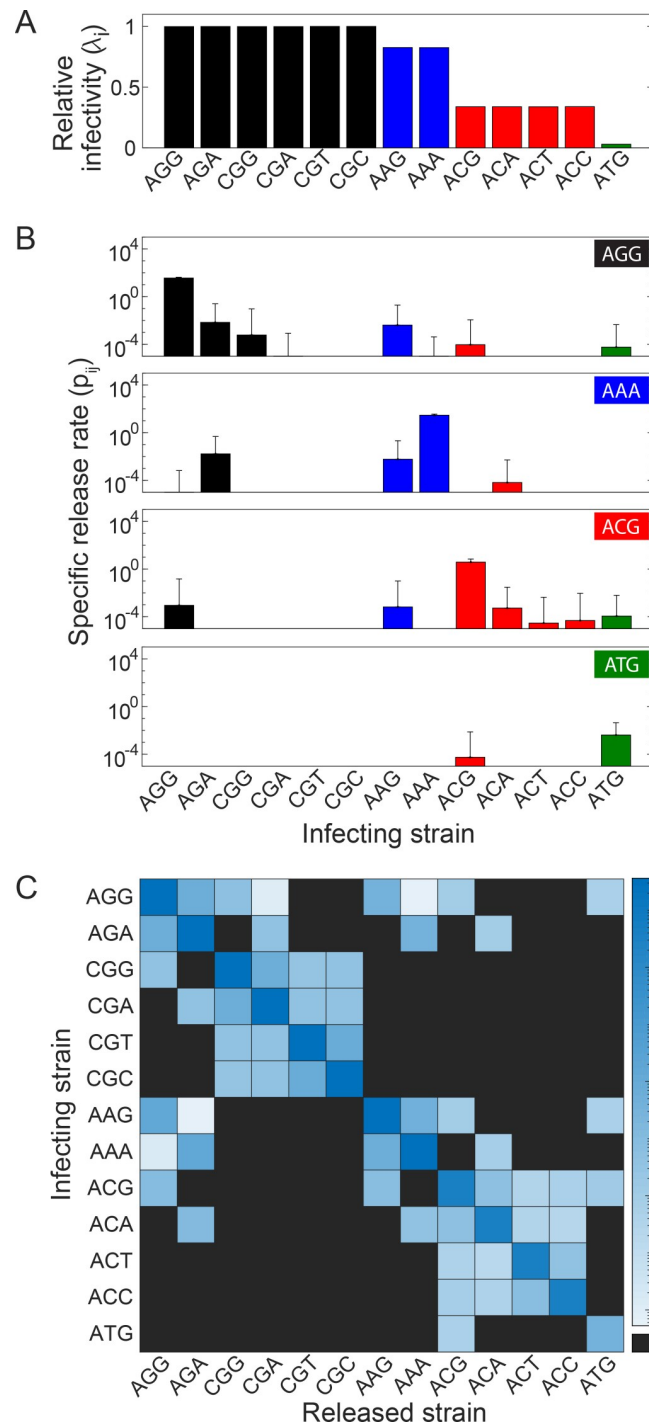 A
Relative
infectivity (λi)
1
0.5
0
AGG AGA CGG CGA CGT CGC AAG AAA ACG ACA ACT ACC ATG
B
Specific release rate (pij)
10^4
10^0
10^-4
AGG
10^4
10^0
10^-4
AAA
10^4
10^0
10^-4
ACG
10^4
10^0
10^-4
ATG
AGG AGA CGG CGA CGT CGC AAG AAA ACG ACA ACT ACC ATG
Infecting strain
C
Infecting strain
AGG
AGA
CGG
CGA
CGT
CGC
AAG
AAA
ACG
ACA
ACT
ACC
ATG
AGG AGA CGG CGA CGT CGC AAG AAA ACG ACA ACT ACC ATG
Released strain